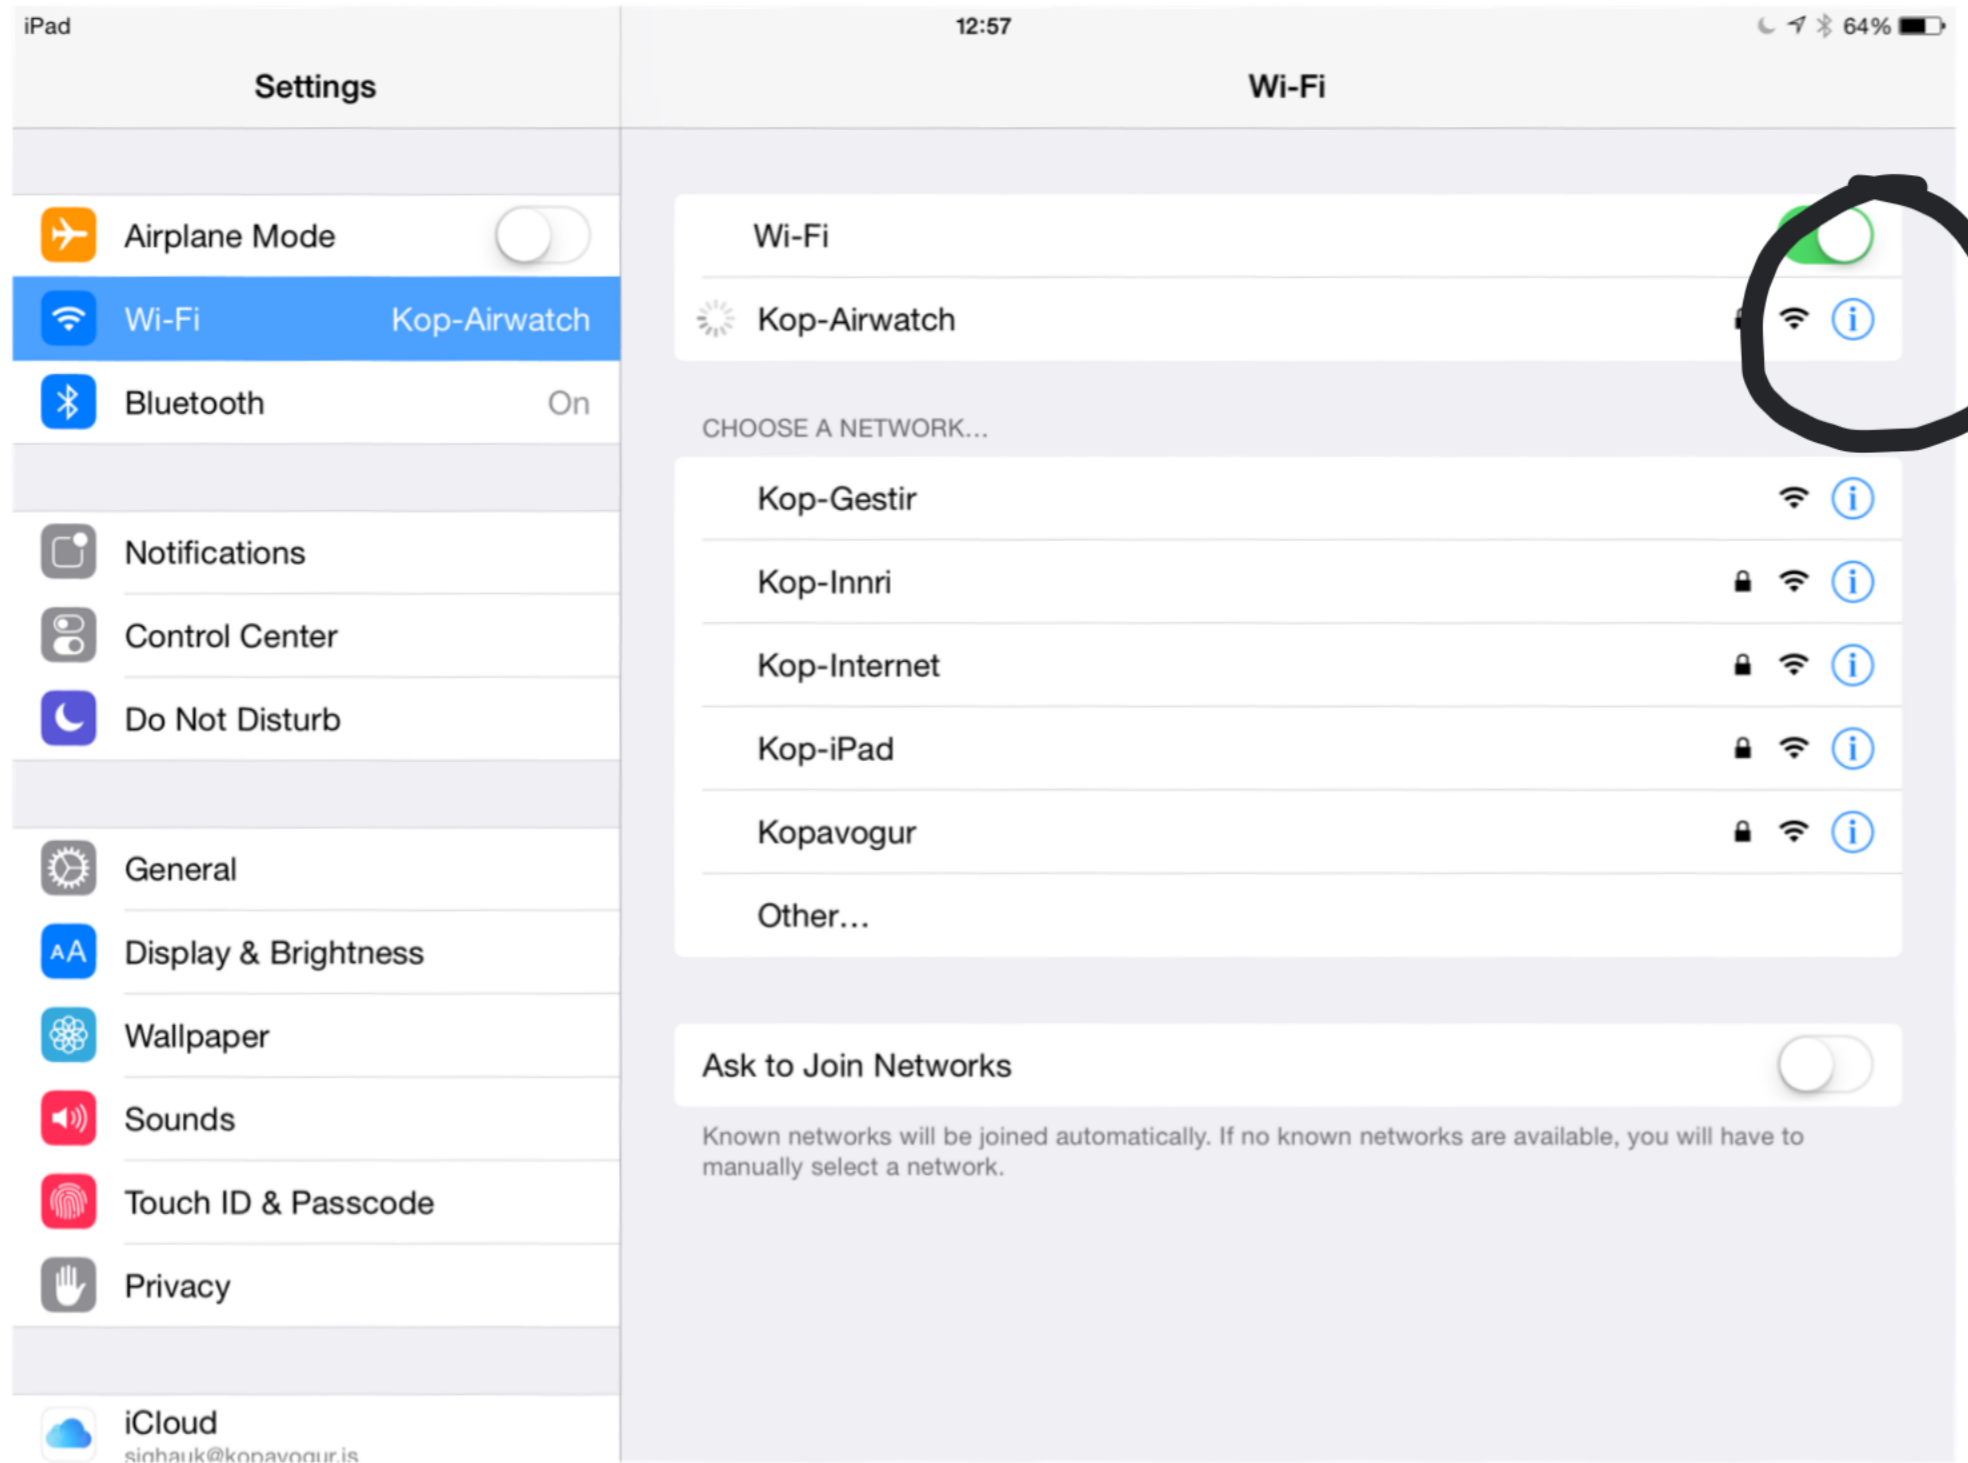 iPad
12:57
64%
Settings
Wi-Fi
Airplane Mode
Wi-Fi Kop-Airwatch
Bluetooth On
Notifications
Control Center
Do Not Disturb
General
AA Display & Brightness
Wallpaper
Sounds
Touch ID & Passcode
Privacy
iCloud
sighauk@kopavogur.is
Wi-Fi
Kop-Airwatch
CHOOSE A NETWORK...
Kop-Gestir
Kop-Innri
Kop-Internet
Kop-iPad
Kopavogur
Other...
Ask to Join Networks
Known networks will be joined automatically. If no known networks are available, you will have to
manually select a network.